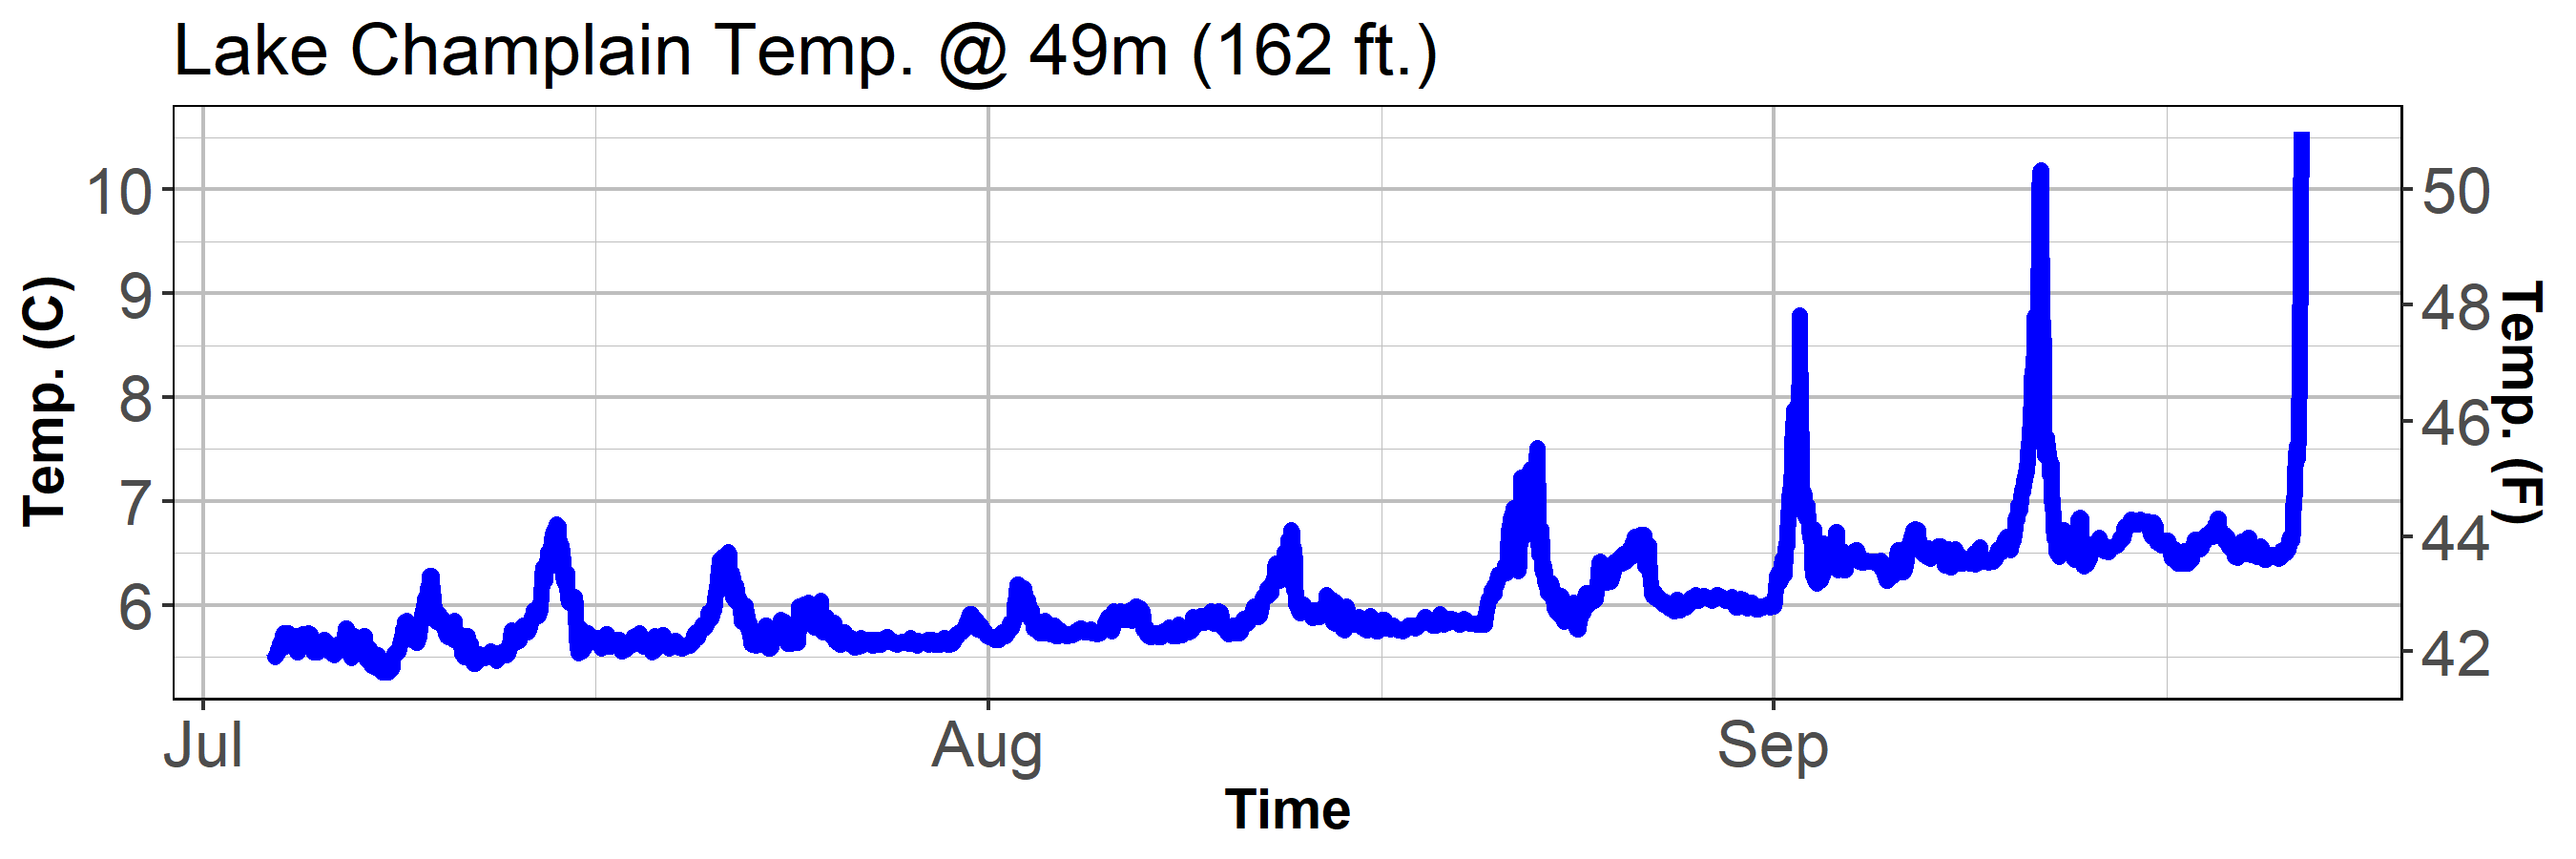 Lake Champlain Temp. @ 49m (162 ft.)
Temp. (C)
10
9
8
7
6
50
48
46
44
42
Temp. (F)
Jul Aug Sep
Time